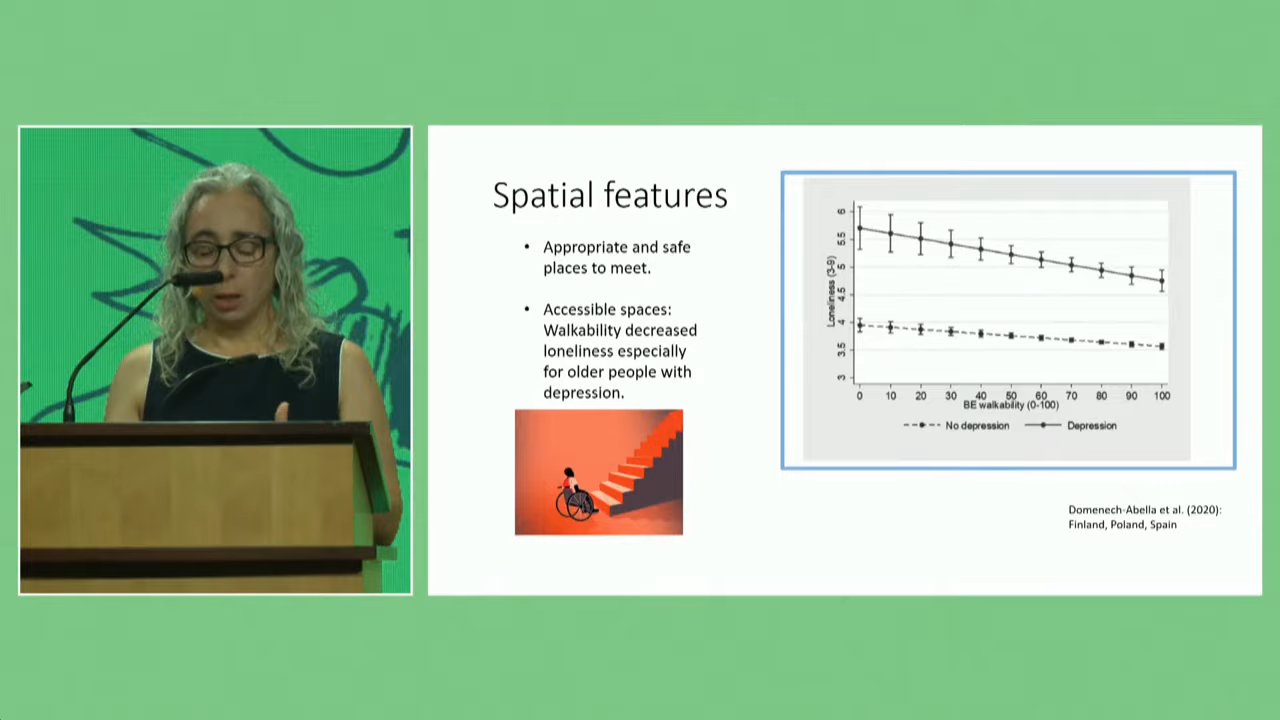 Spatial features
• Appropriate and safe
places to meet.
• Accessible spaces:
Walkability decreased
loneliness especially
for older people with
depression.
Loneliness (3-9)
6
5.5
5
4.5
4
3.5
3
0 10 20 30 40 50 60 70 80 90 100
BE walkability (0-100)
No depression Depression
Domenech-Abella et al. (2020):
Finland, Poland, Spain